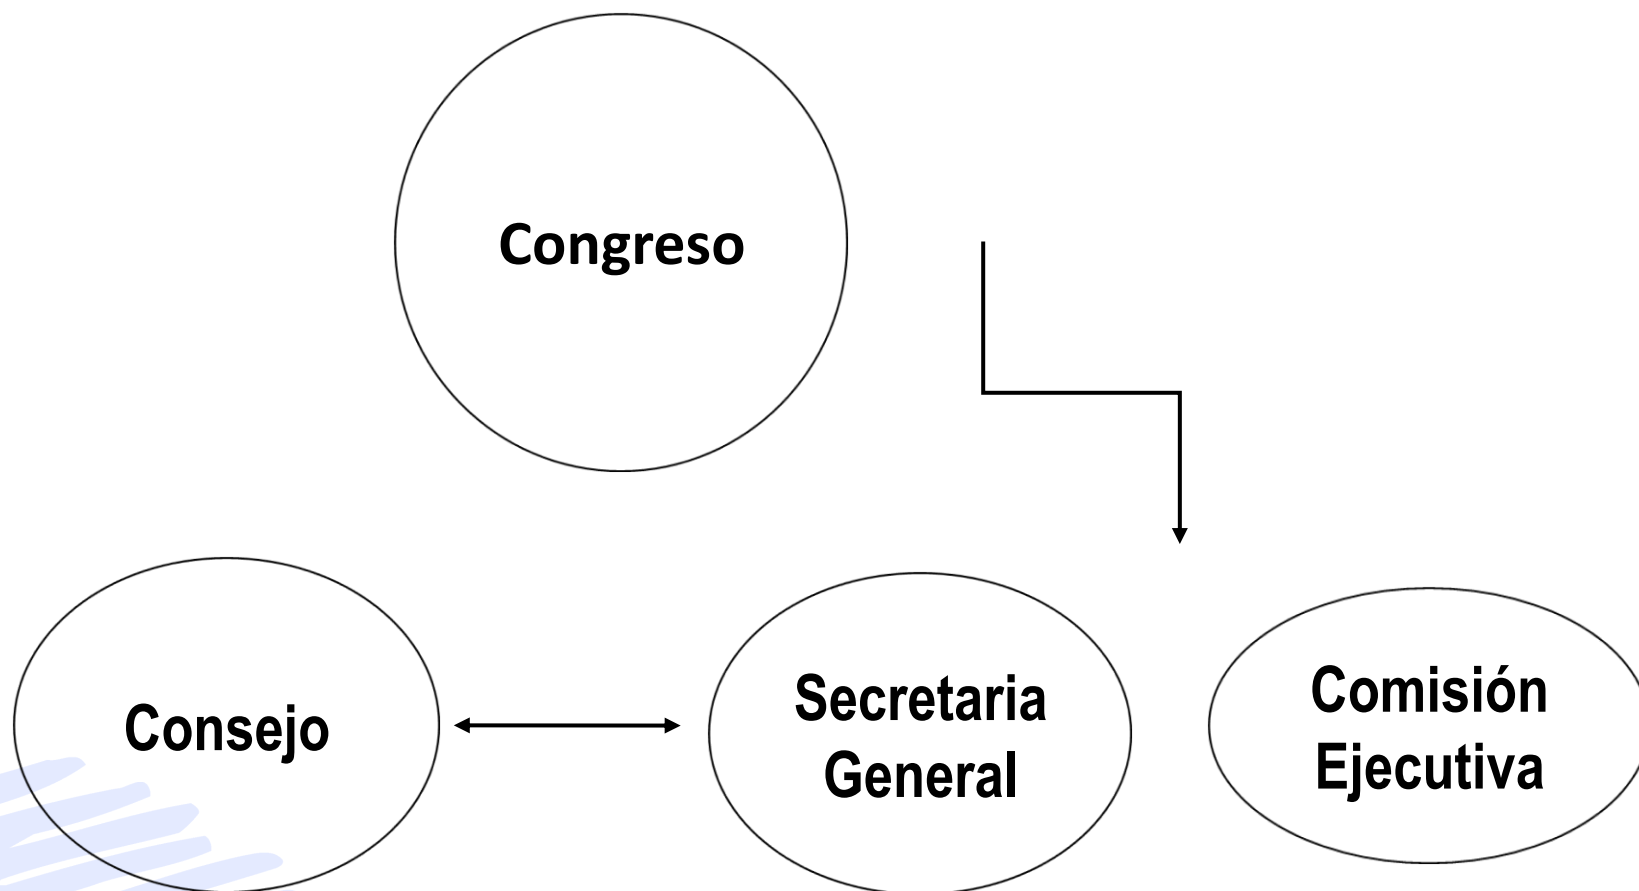 Congreso
Consejo
Secretaria
General
Comisión
Ejecutiva